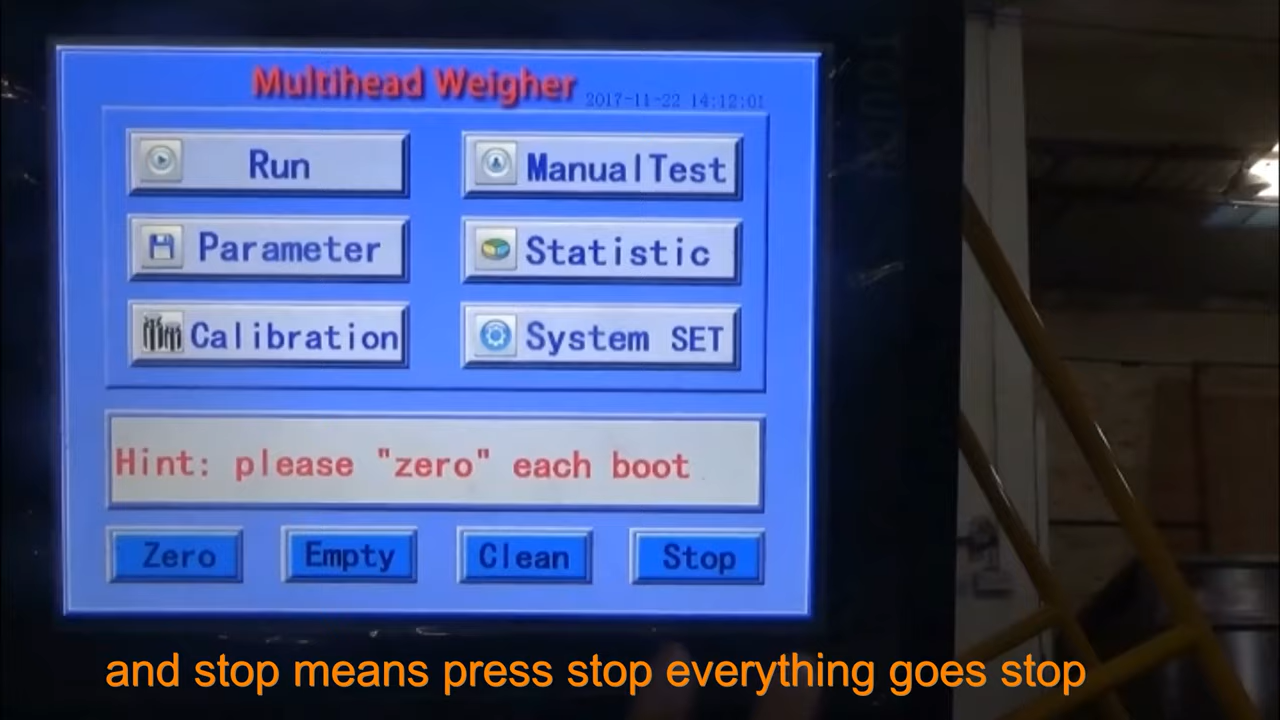 Multihead Weigher
2017-11-22 14:12:01
Run
ManualTest
Parameter
Statistic
Calibration
System SET
Hint: please "zero" each boot
Zero
Empty
Clean
Stop
TOUCH
and stop means press stop everything goes stop